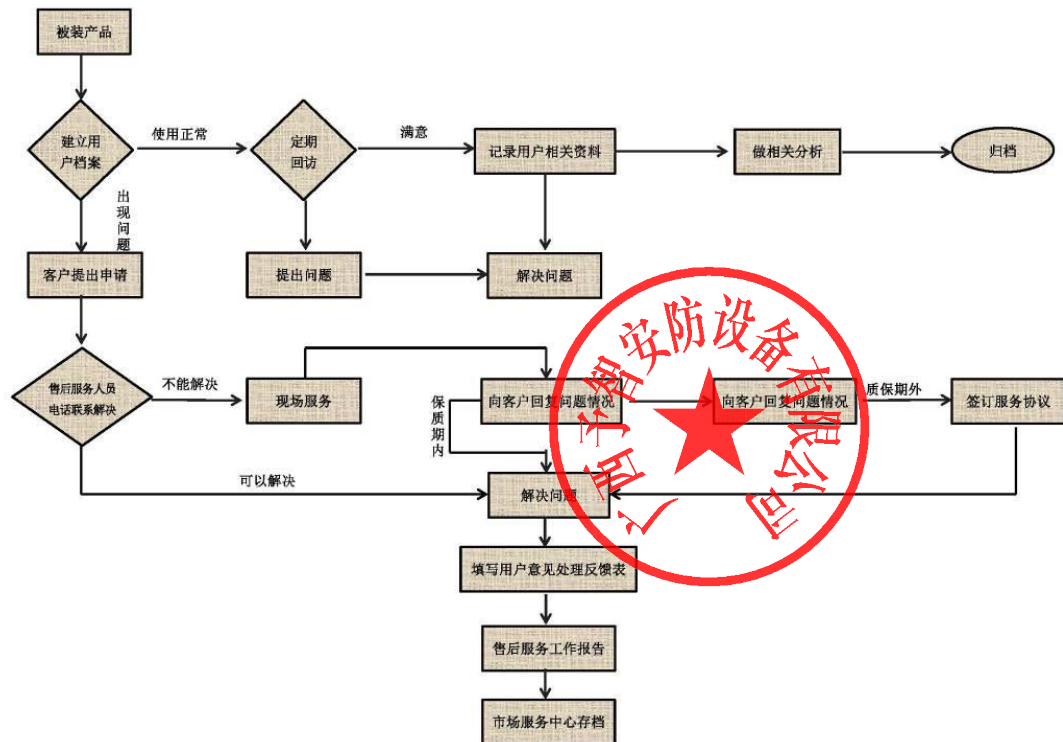 被装产品
建立用
户档案
使用正常
定期
回访
满意
记录用户相关资料
做相关分析
归档
出现问题
客户提出申请
提出问题
解决问题
售后服务人员
电话联系解决
不能解决
现场服务
保质期内
向客户回复问题情况
向客户回复问题情况
质保期外
签订服务协议
可以解决
解决问题
填写用户意见处理反馈表
售后服务工作报告
市场服务中心存档
广西予宿安防设备有限公司